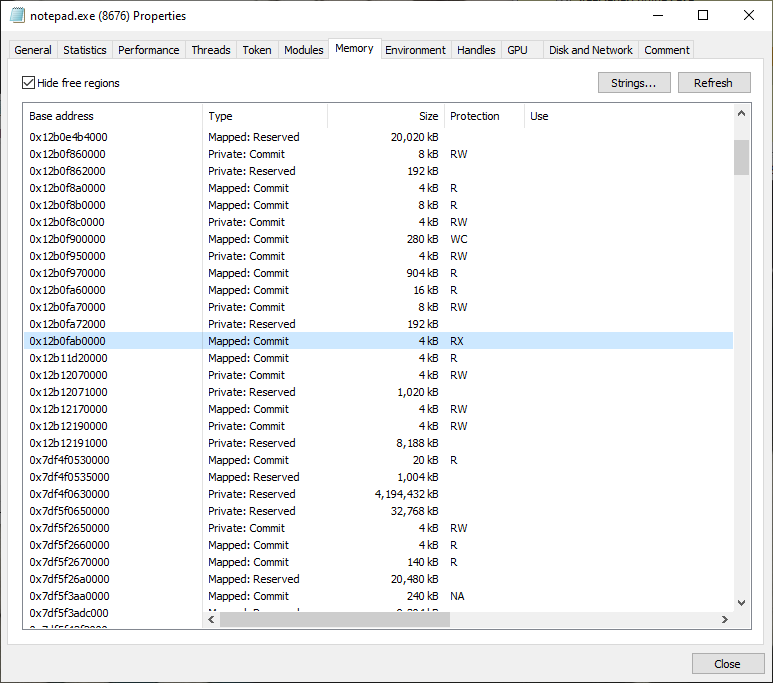 notepad.exe (8676) Properties
General Statistics Performance Threads Token Modules Memory Environment Handles GPU Disk and Network Comment
Hide free regions Strings... Refresh
Base address Type Size Protection Use
0x12b0e4b4000 Mapped: Reserved 20,020 kB
0x12b0f860000 Private: Commit 8 kB RW
0x12b0f862000 Private: Reserved 192 kB
0x12b0f8a0000 Mapped: Commit 4 kB R
0x12b0f8b0000 Mapped: Commit 8 kB R
0x12b0f8c0000 Private: Commit 4 kB RW
0x12b0f900000 Mapped: Commit 280 kB WC
0x12b0f950000 Private: Commit 4 kB RW
0x12b0f970000 Mapped: Commit 904 kB R
0x12b0fa60000 Mapped: Commit 16 kB R
0x12b0fa70000 Private: Commit 8 kB RW
0x12b0fa72000 Private: Reserved 192 kB
0x12b0fab0000 Mapped: Commit 4 kB RX
0x12b11d20000 Mapped: Commit 4 kB R
0x12b12070000 Private: Commit 4 kB RW
0x12b12071000 Private: Reserved 1,020 kB
0x12b12170000 Mapped: Commit 4 kB RW
0x12b12190000 Private: Commit 4 kB RW
0x12b12191000 Private: Reserved 8,188 kB
0x7df4f0530000 Mapped: Commit 20 kB R
0x7df4f0535000 Mapped: Reserved 1,004 kB
0x7df4f0630000 Private: Reserved 4,194,432 kB
0x7df5f0650000 Private: Reserved 32,768 kB
0x7df5f2650000 Private: Commit 4 kB RW
0x7df5f2660000 Mapped: Commit 4 kB R
0x7df5f2670000 Mapped: Commit 140 kB R
0x7df5f26a0000 Mapped: Reserved 20,480 kB
0x7df5f3aa0000 Mapped: Commit 240 kB NA
0x7df5f3adc000
Close